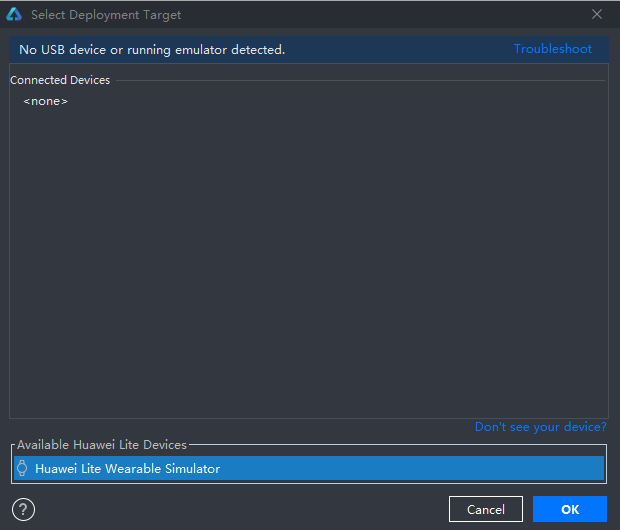 Select Deployment Target
No USB device or running emulator detected. Troubleshoot
Connected Devices
<none>
Don't see your device?
Available Huawei Lite Devices
Huawei Lite Wearable Simulator
? Cancel OK